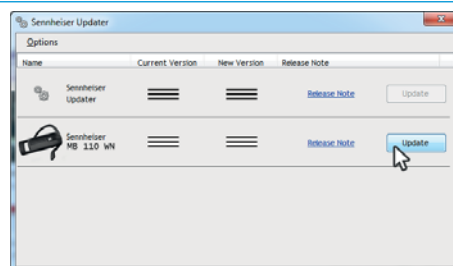 Sennheiser Updater
Options
Name Current Version New Version Release Note
Sennheiser
Updater
Release Note
Update
Sennheiser
MB 110 WN
Release Note
Update